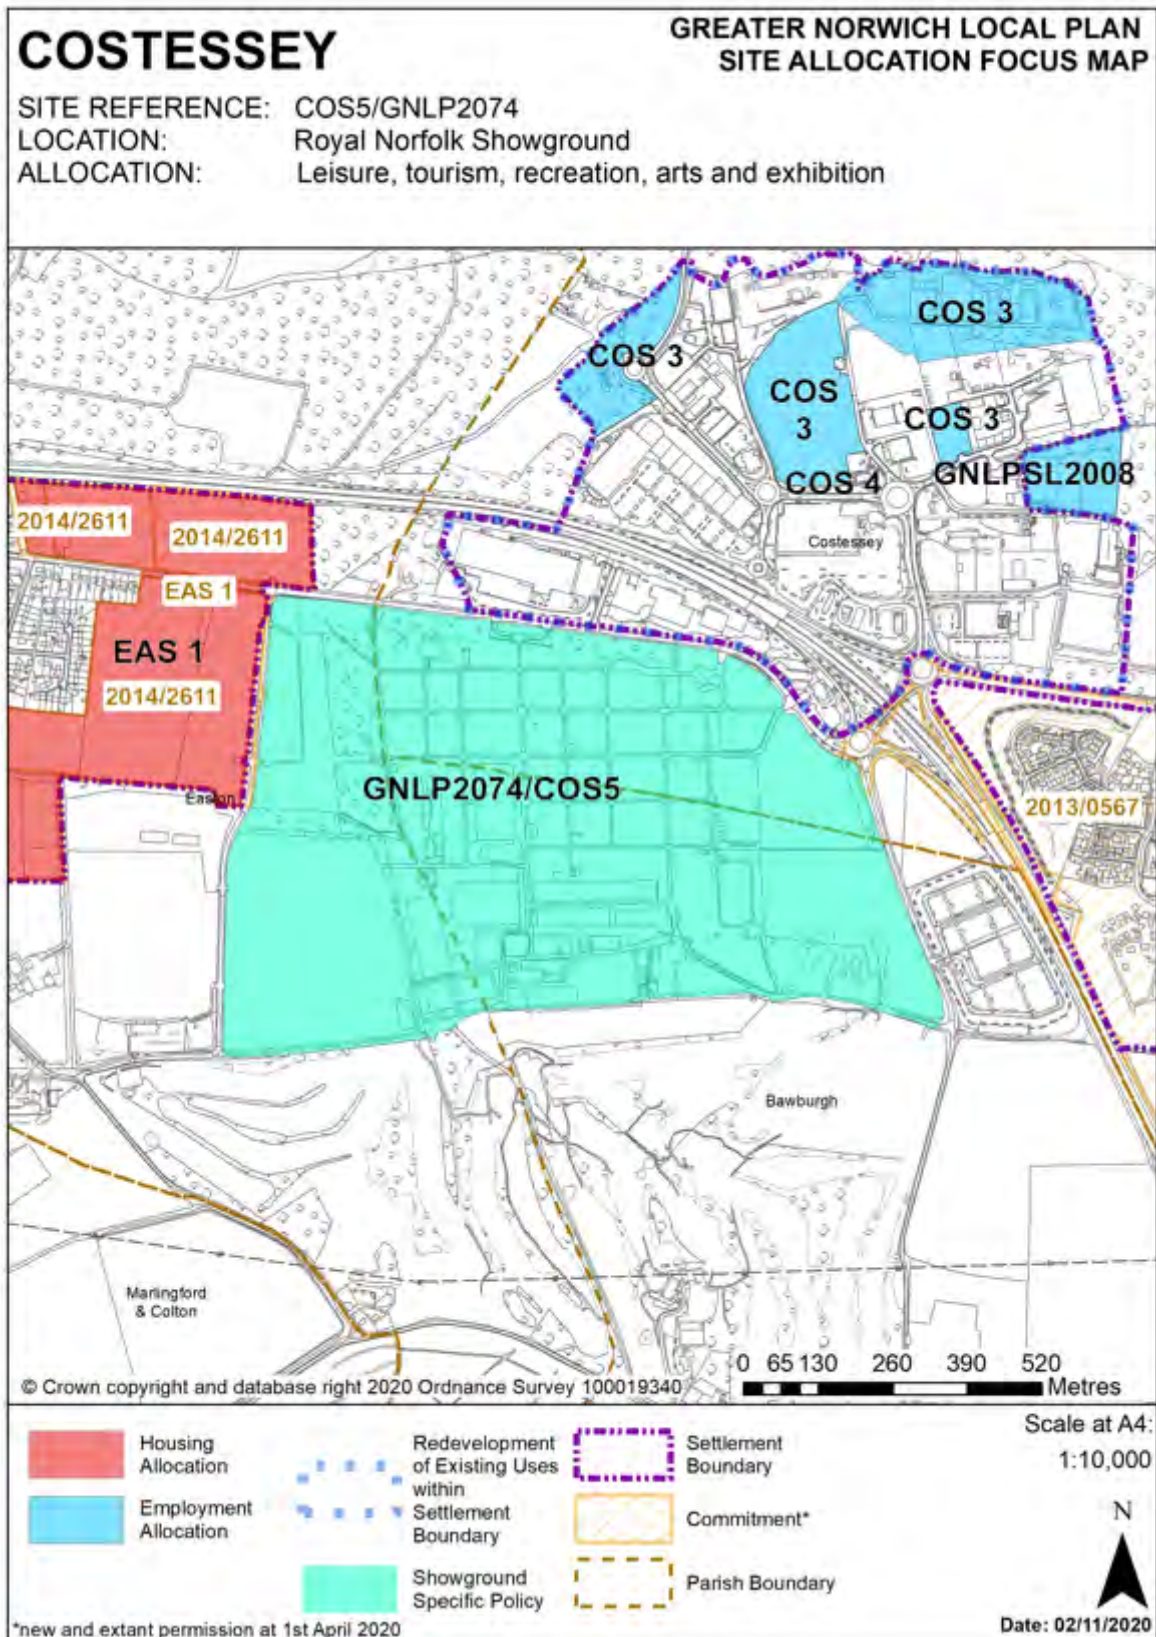 COSTESSEY
GREATER NORWICH LOCAL PLAN
SITE ALLOCATION FOCUS MAP
SITE REFERENCE: COS5/GNLP2074
LOCATION: Royal Norfolk Showground
ALLOCATION: Leisure, tourism, recreation, arts and exhibition
COS 3
COS 3
COS
3
COS 3
COS 4
GNLPSL2008
Costessey
2014/2611
2014/2611
EAS 1
EAS 1
2014/2611
Easton
GNLP2074/COS5
2013/0567
Bawburgh
Marlingford
& Colton
0 65 130 260 390 520
Metres
© Crown copyright and database right 2020 Ordnance Survey 100019340
Housing
Allocation
Employment
Allocation
Redevelopment
of Existing Uses
within
Settlement
Boundary
Showground
Specific Policy
Settlement
Boundary
Commitment*
Parish Boundary
Scale at A4:
1:10,000
N
Date: 02/11/2020
*new and extant permission at 1st April 2020